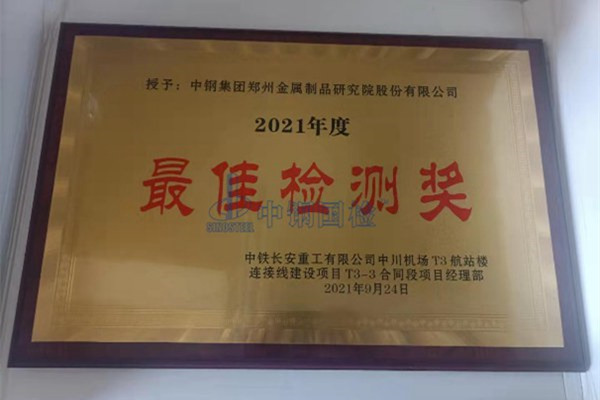 授予：中钢集团郑州金属制品研究院股份有限公司
2021年度
最佳检测奖
SINOSTEEL 中钢国检
中铁长安重工有限公司中川机场T3航站楼
连接线建设项目T3-3合同段项目经理部
2021年9月24日